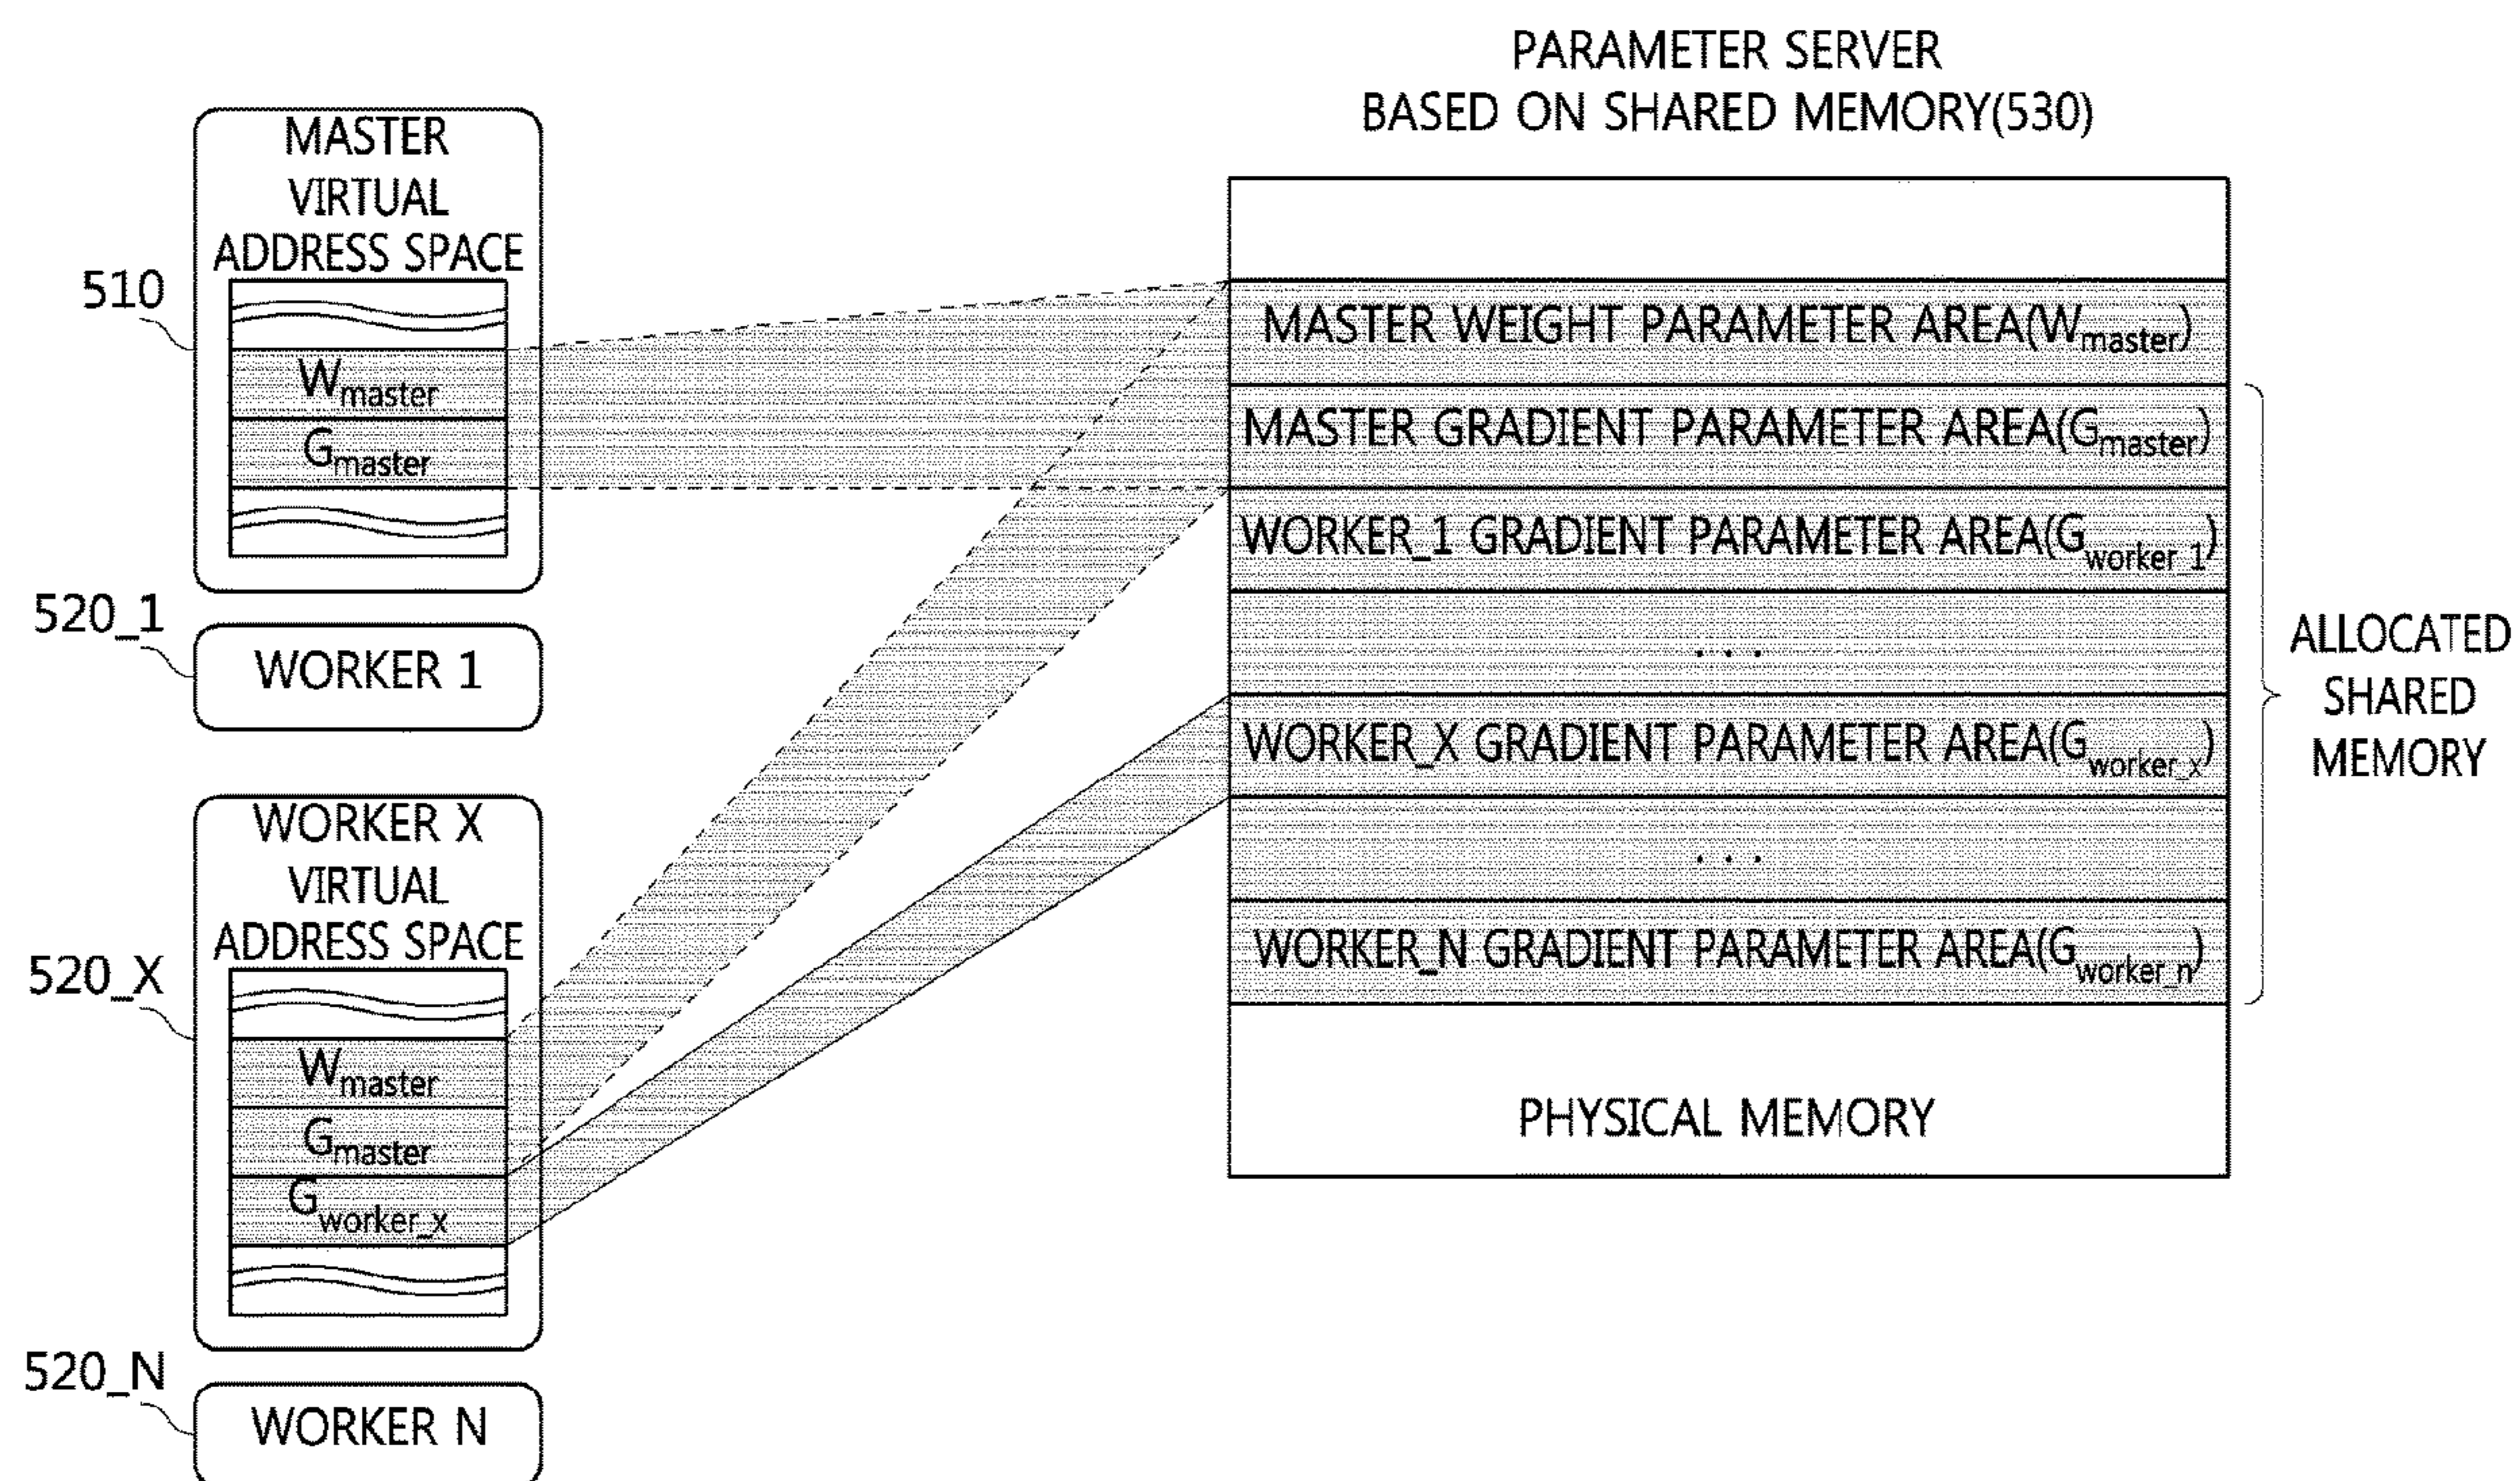 PARAMETER SERVER
BASED ON SHARED MEMORY(530)
MASTER
VIRTUAL
ADDRESS SPACE
510
Wmaster
Gmaster
520_1
WORKER 1
WORKER X
VIRTUAL
ADDRESS SPACE
520_X
Wmaster
Gmaster
Gworker_x
520_N
WORKER N
MASTER WEIGHT PARAMETER AREA(Wmaster)
MASTER GRADIENT PARAMETER AREA(Gmaster)
WORKER_1 GRADIENT PARAMETER AREA(Gworker_1)
. . .
WORKER_X GRADIENT PARAMETER AREA(Gworker_x)
. . .
WORKER_N GRADIENT PARAMETER AREA(Gworker_n)
PHYSICAL MEMORY
ALLOCATED
SHARED
MEMORY